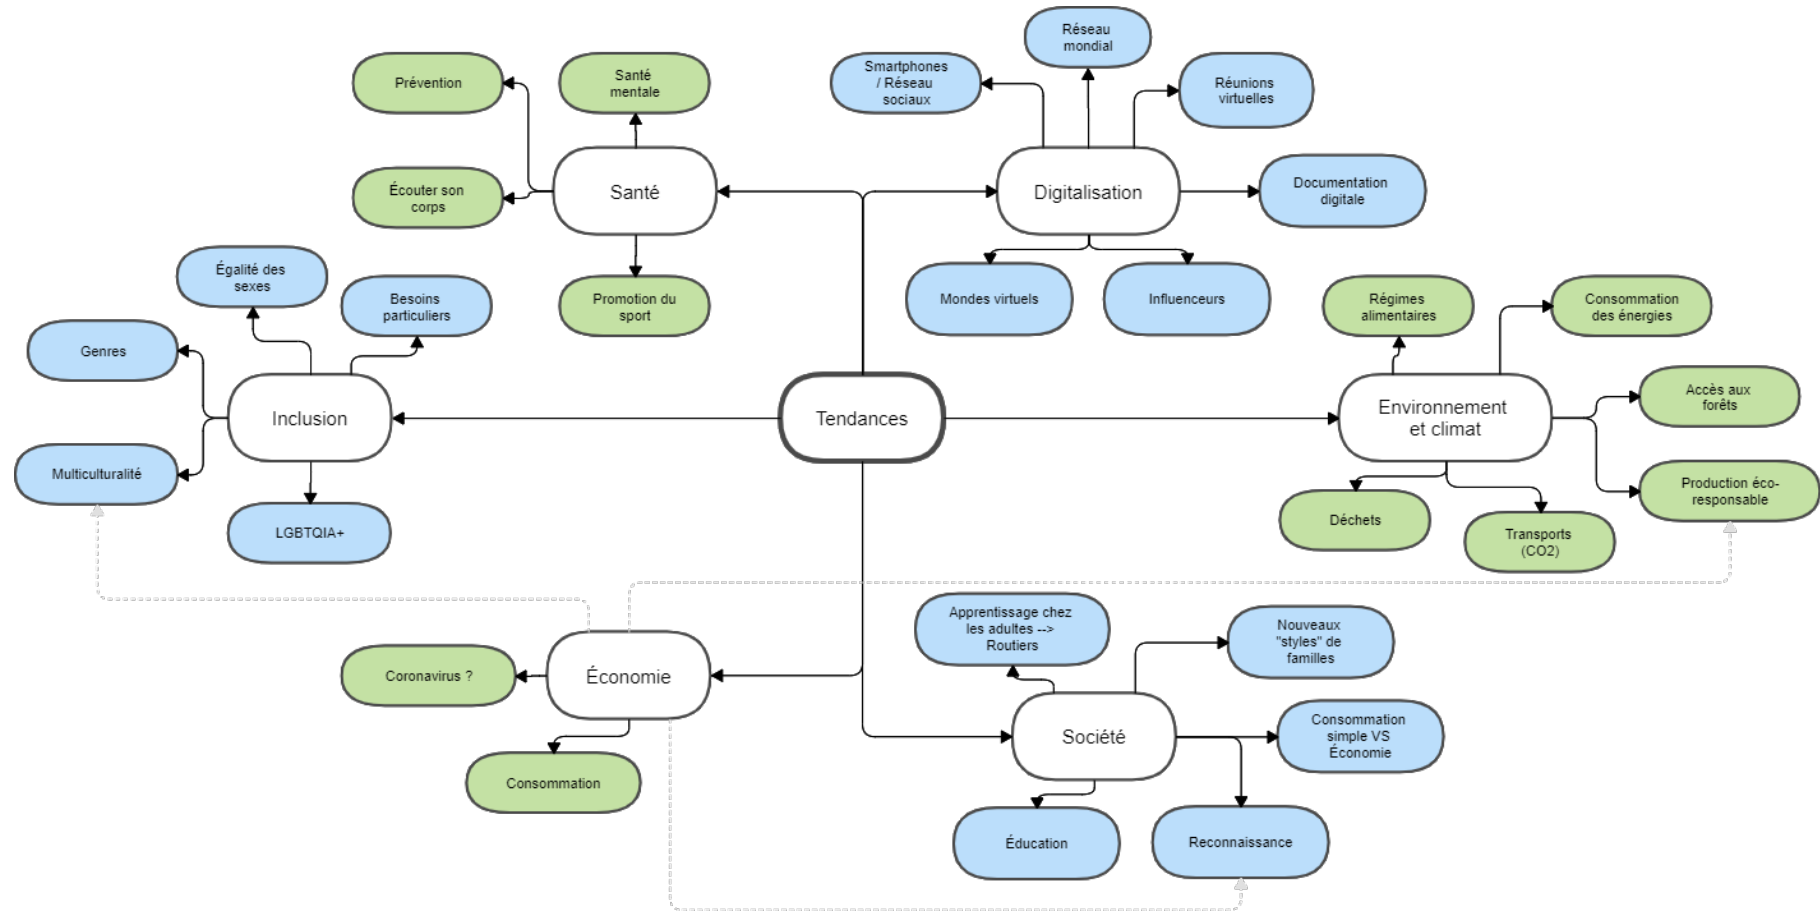 Réseau
mondial
Smartphones
/ Réseau
sociaux
Réunions
virtuelles
Prévention
Santé
mentale
Écouter son
corps
Santé
Digitalisation
Documentation
digitale
Promotion du
sport
Mondes virtuels
Influenceurs
Égalité des
sexes
Besoins
particuliers
Genres
Inclusion
Multiculturalité
LGBTQIA+
Tendances
Régimes
alimentaires
Consommation
des énergies
Environnement
et climat
Accès aux
forêts
Production éco-
responsable
Déchets
Transports
(CO2)
Coronavirus ?
Économie
Consommation
Apprentissage chez
les adultes -->
Routiers
Nouveaux
"styles" de
familles
Société
Consommation
simple VS
Économie
Éducation
Reconnaissance